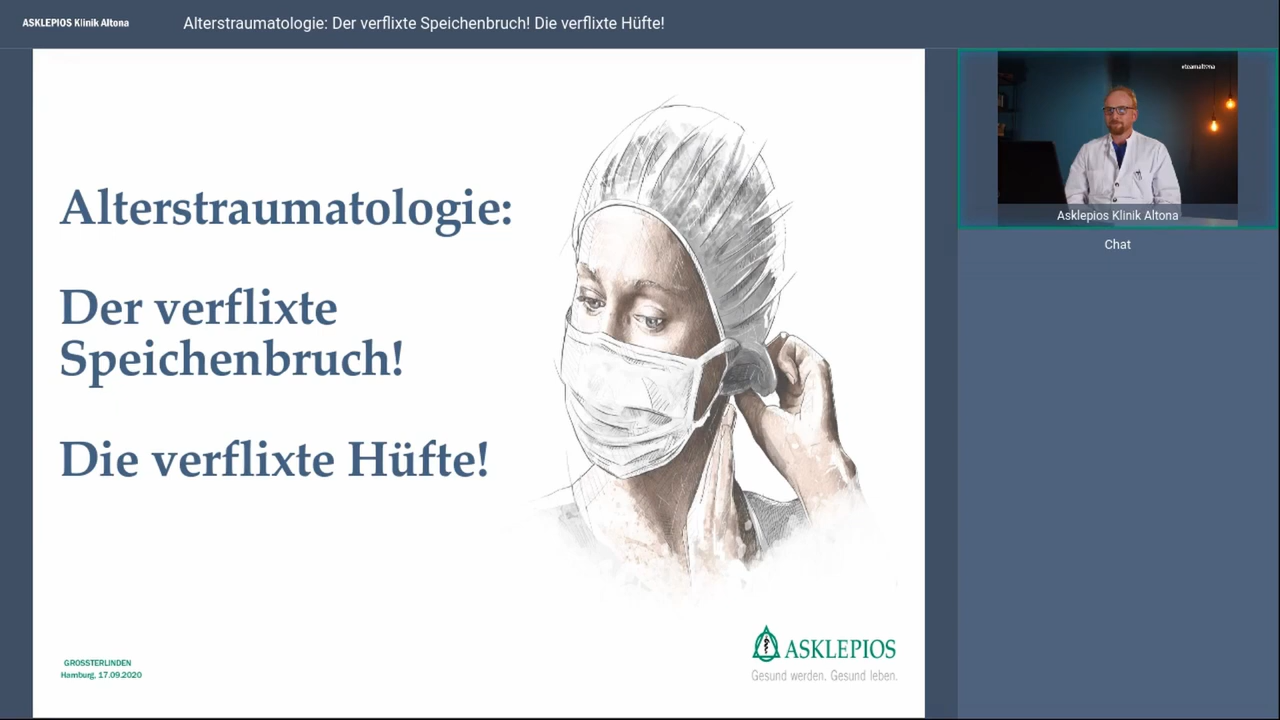 ASKLEPIOS Klinik Altona
Alterstraumatologie: Der verflixte Speichenbruch! Die verflixte Hüfte!
Alterstraumatologie:
Der verflixte
Speichenbruch!
Die verflixte Hüfte!
GROSSTERLINDEN
Hamburg, 17.09.2020
ASKLEPIOS
Gesund werden. Gesund leben.
#teamaltona
Asklepios Klinik Altona
Chat